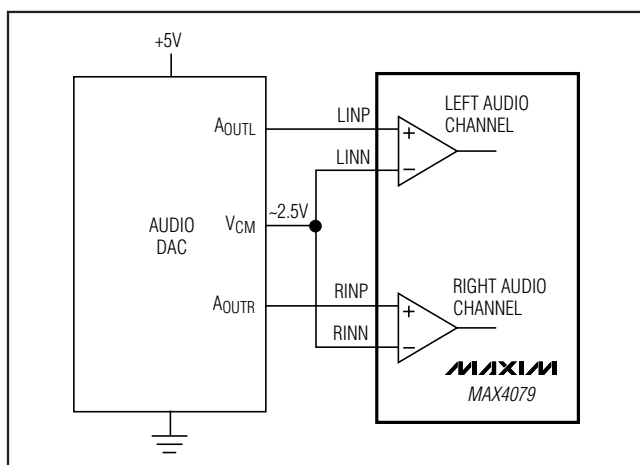 +5V
AOUTL
LINP
LEFT AUDIO
CHANNEL
LINN
AUDIO
DAC
VCM
~2.5V
AOUTR
RINP
RIGHT AUDIO
CHANNEL
RINN
+
−
+
−
MAXIM
MAX4079